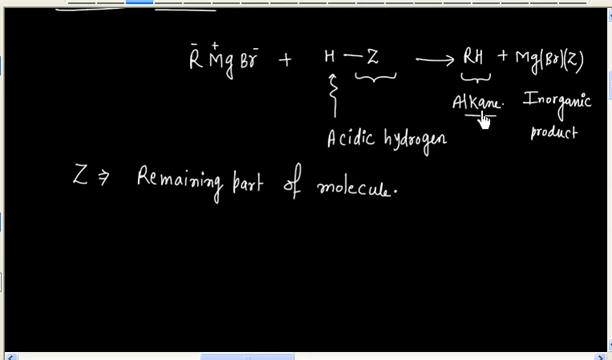 R̄ M⁺g Br⁻ + H — Z ⟶ RH + Mg(Br)(Z)
Alkane. Inorganic
Acidic hydrogen product
Z ⇒ Remaining part of molecule.